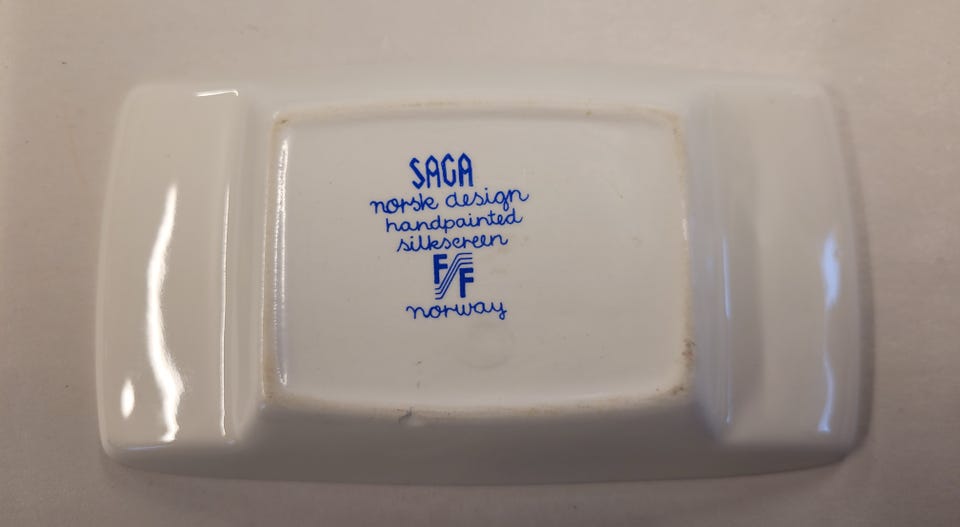 SAGA
norsk design
handpainted
silkscreen
F/F
norway